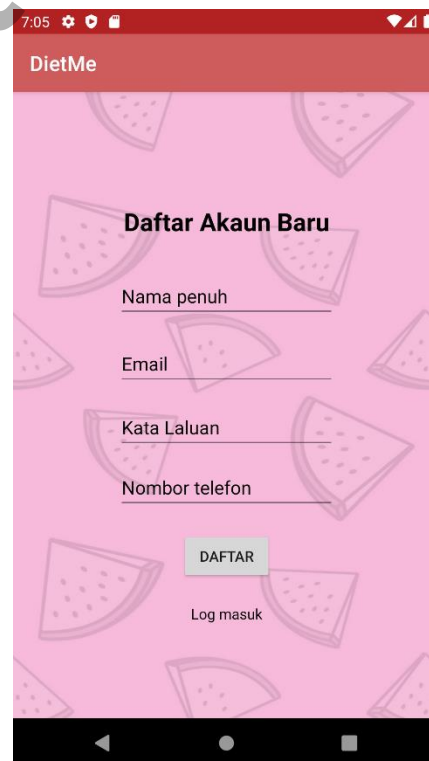 7:05
DietMe
Daftar Akaun Baru
Nama penuh
Email
Kata Laluan
Nombor telefon
DAFTAR
Log masuk